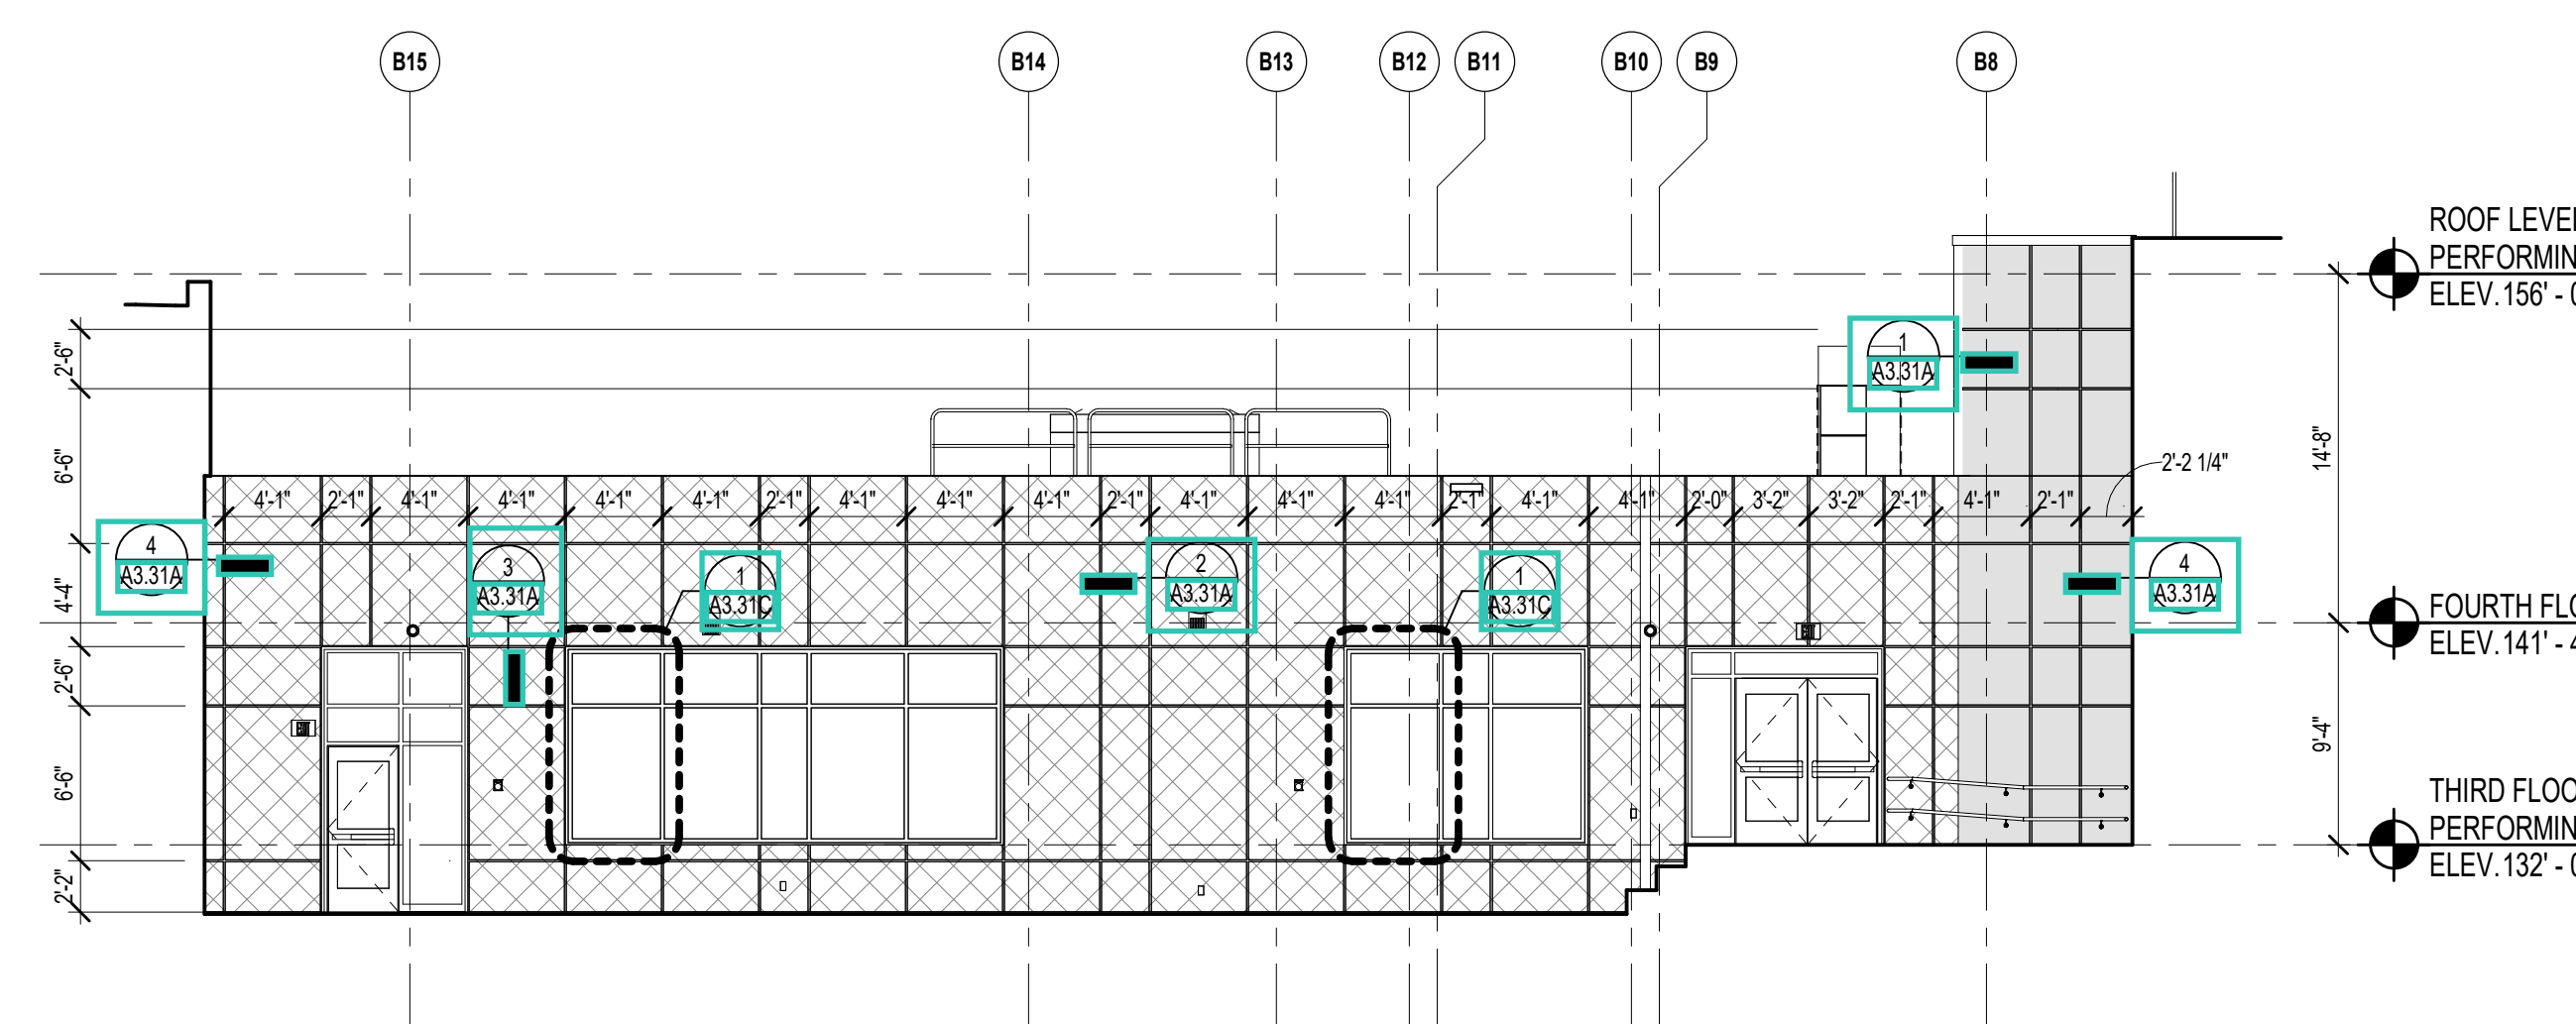 B15
B14
B13
B12
B11
B10
B9
B8
ROOF LEVEL
PERFORMIN
ELEV.156' - 0
2'-6"
6'-6"
4'-4"
2'-6"
6'-6"
2'-2"
1
A3.31A
14'-8"
2'-2 1/4"
4'-1" 2'-1" 4'-1" 4'-1" 4'-1" 4'-1" 2'-1" 4'-1" 4'-1" 4'-1" 2'-1" 4'-1" 4'-1" 4'-1" 2'-1" 4'-1" 4'-1" 2'-0" 3'-2" 3'-2" 2'-1" 4'-1" 2'-1"
4
A3.31A
3
A3.31A
1
A3.31C
2
A3.31A
1
A3.31C
4
A3.31A
FOURTH FLO
ELEV.141' - 4
9'-4"
THIRD FLOO
PERFORMIN
ELEV.132' - 0